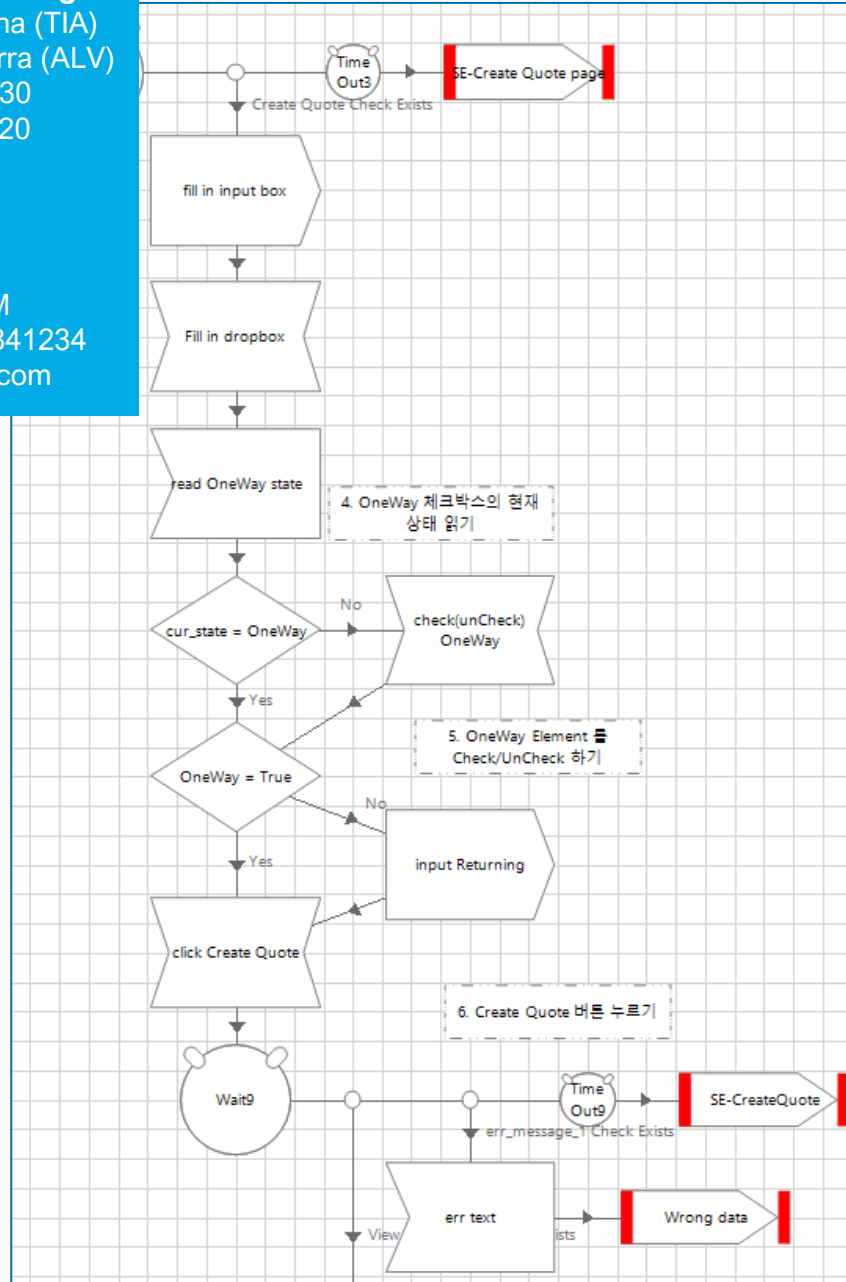 na (TIA)
rra (ALV)
30
20
M
341234
.com
Time
Out3
SE-Create Quote page
Create Quote Check Exists
fill in input box
Fill in dropbox
read OneWay state
4. OneWay 체크박스의 현재
상태 읽기
cur_state = OneWay
No
check(unCheck)
OneWay
Yes
5. OneWay Element 를
Check/UnCheck 하기
OneWay = True
No
input Returning
Yes
click Create Quote
6. Create Quote 버튼 누르기
Wait9
Time
Out9
SE-CreateQuote
err_message_1 Check Exists
err text
Wrong data
View
ists